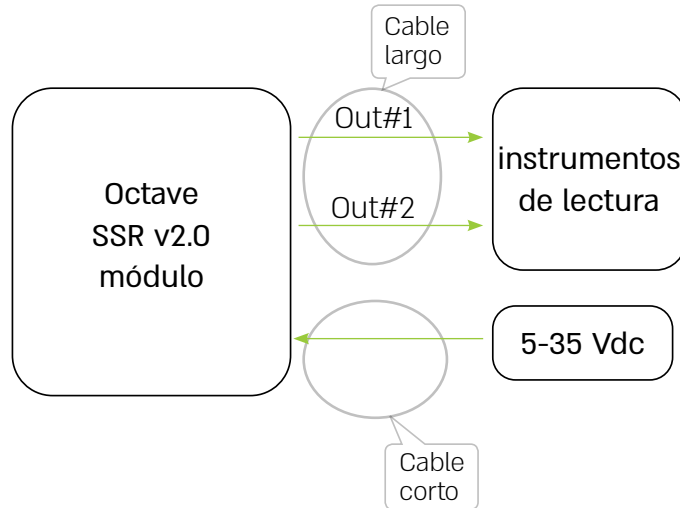 Cable
largo
Out#1
Out#2
Octave
SSR v2.0
módulo
instrumentos
de lectura
5-35 Vdc
Cable
corto